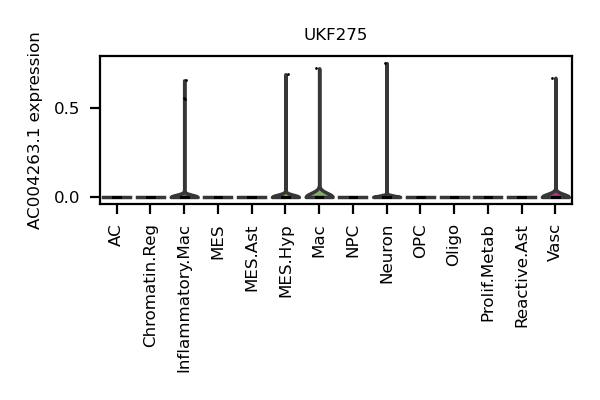 UKF275
AC004263.1 expression
0.5
0.0
AC
Chromatin.Reg
Inflammatory.Mac
MES
MES.Ast
MES.Hyp
Mac
NPC
Neuron
OPC
Oligo
Prolif.Metab
Reactive.Ast
Vasc